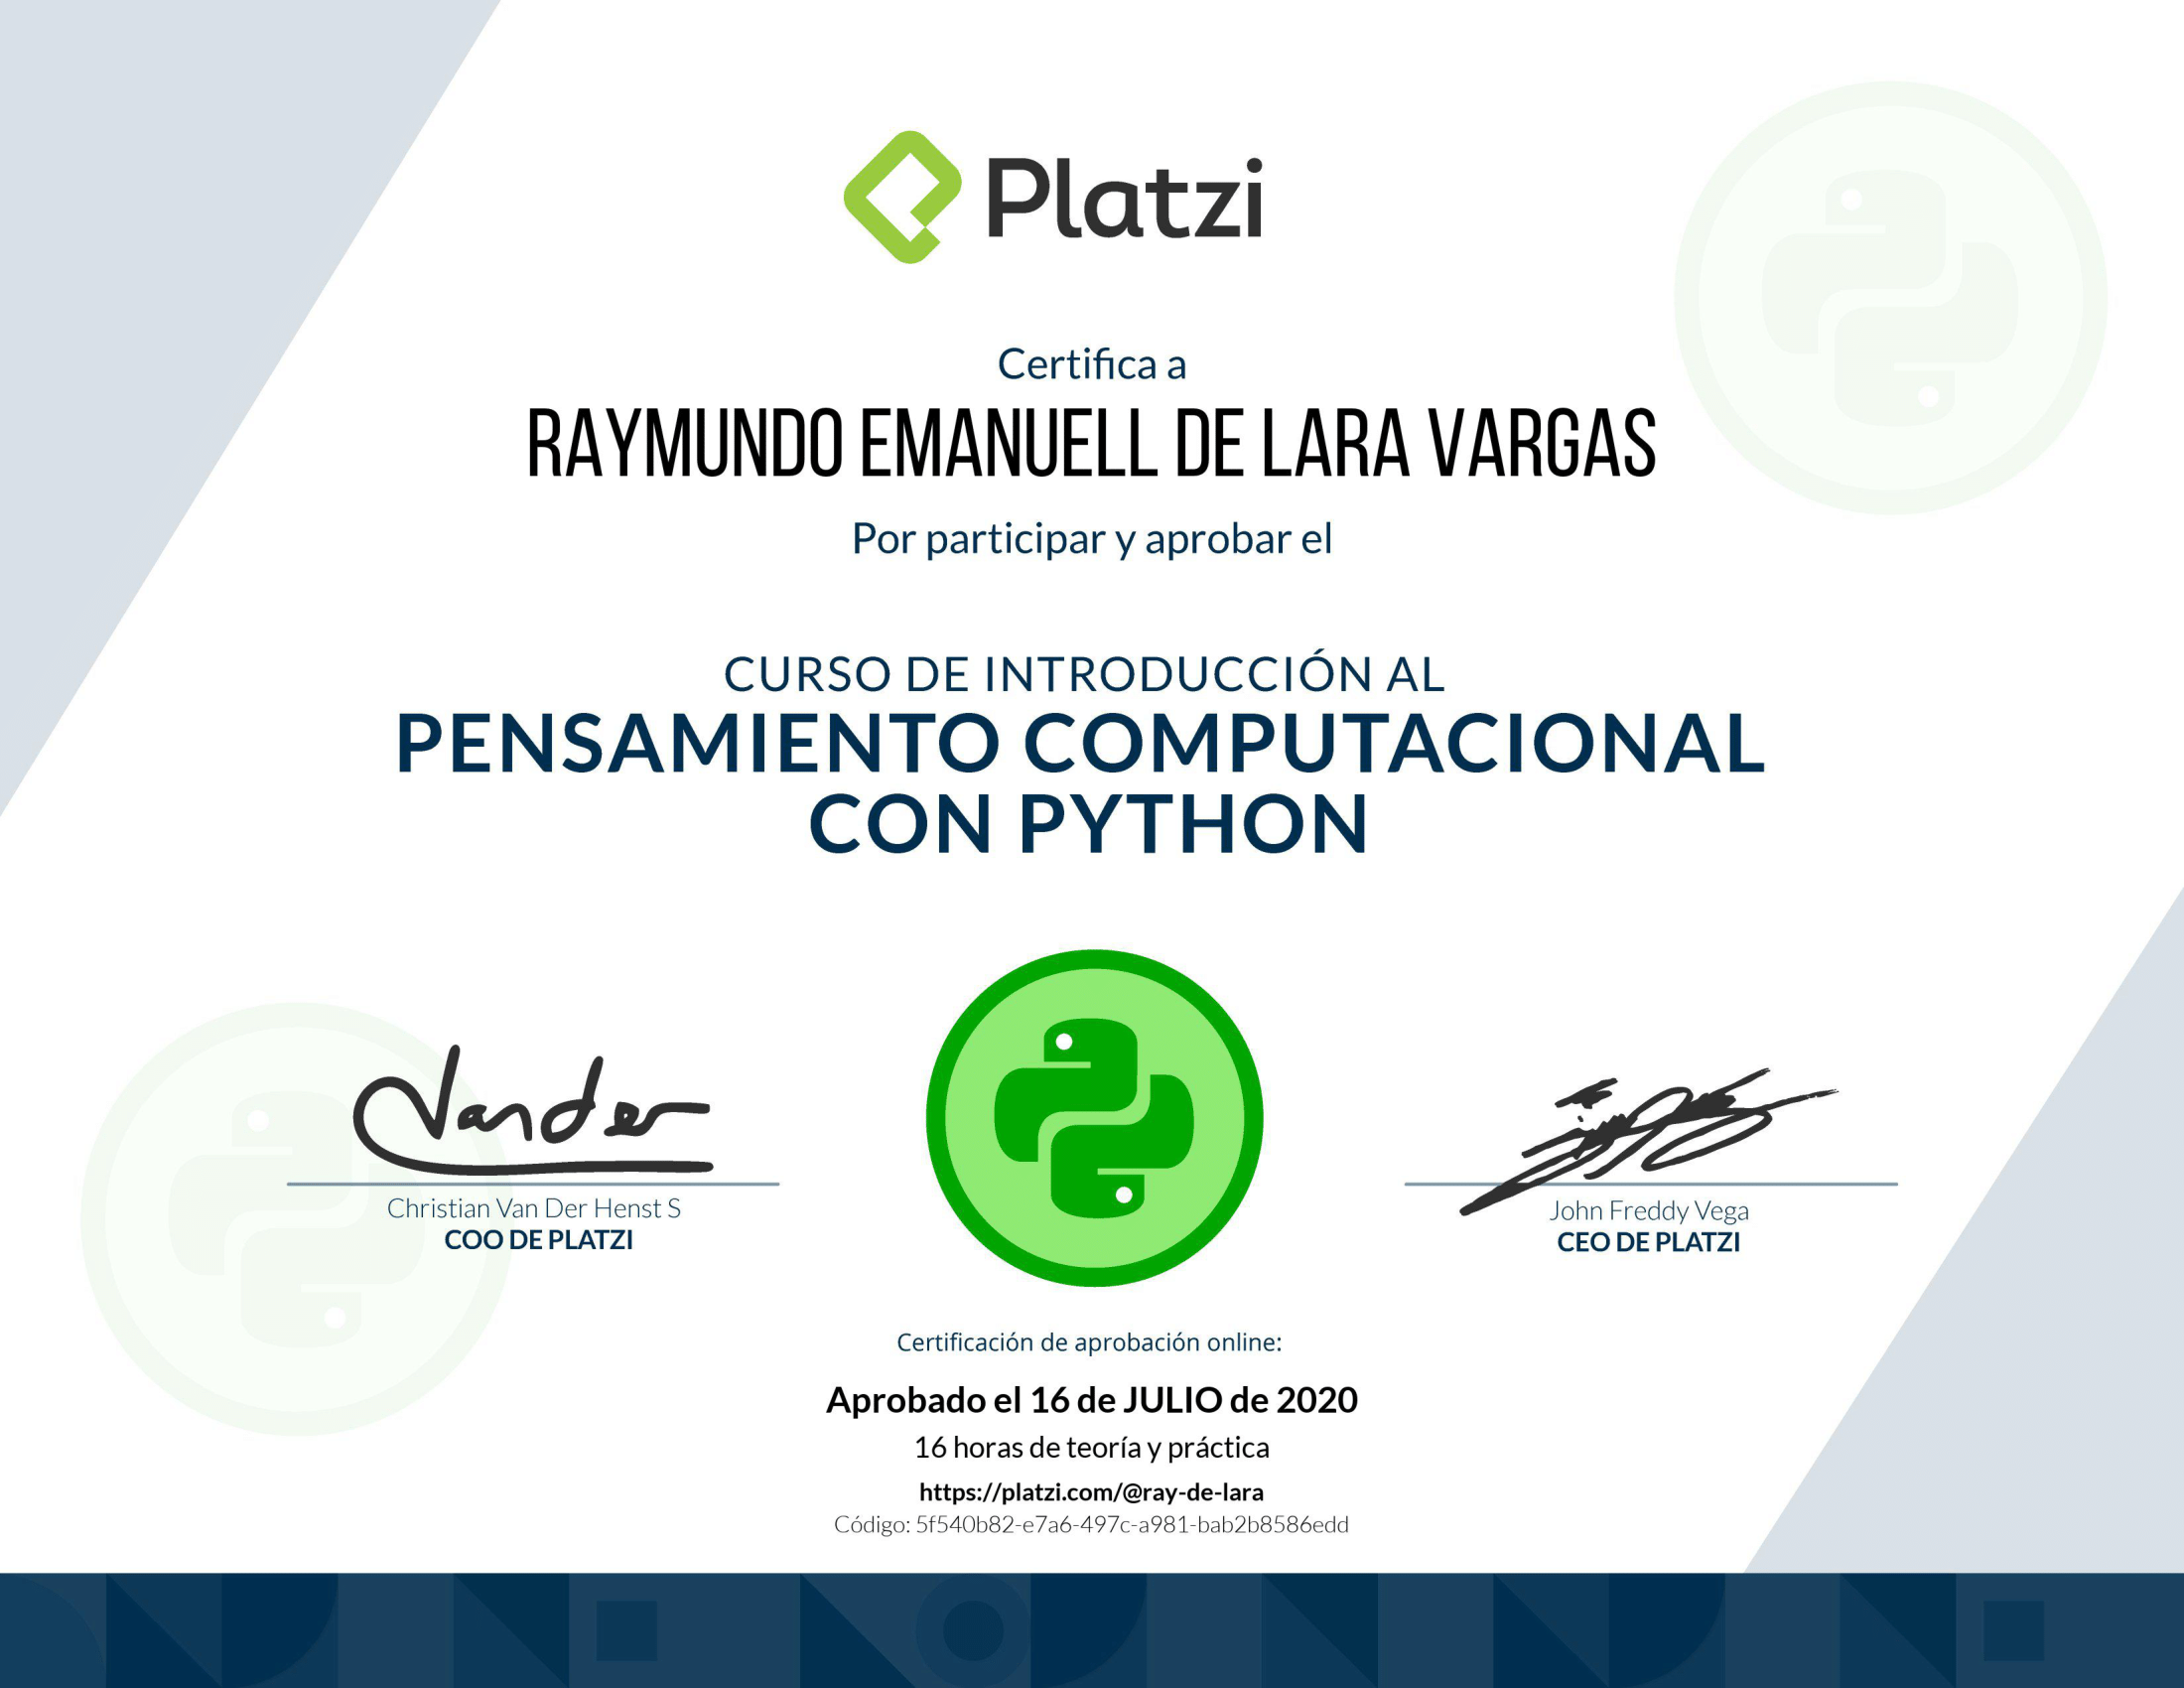 Platzi
Certifica a
RAYMUNDO EMANUELL DE LARA VARGAS
Por participar y aprobar el
CURSO DE INTRODUCCIÓN AL
PENSAMIENTO COMPUTACIONAL
CON PYTHON
Vander
Christian Van Der Henst S
COO DE PLATZI
John Freddy Vega
CEO DE PLATZI
Certificación de aprobación online:
Aprobado el 16 de JULIO de 2020
16 horas de teoría y práctica
https://platzi.com/@ray-de-lara
Código: 5f540b82-e7a6-497c-a981-bab2b8586edd